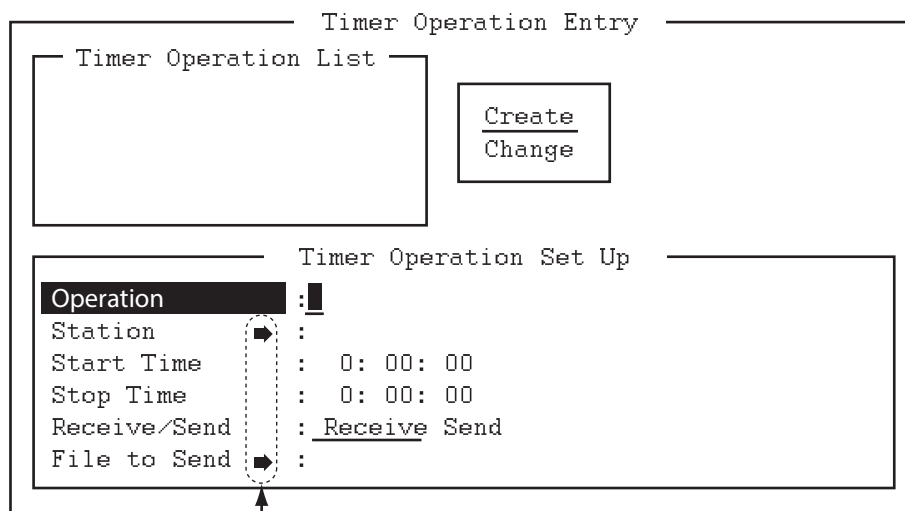 Timer Operation Entry
Timer Operation List
Create
Change
Timer Operation Set Up
Operation :
Station :
Start Time : 0: 00: 00
Stop Time : 0: 00: 00
Receive/Send : Receive Send
File to Send :